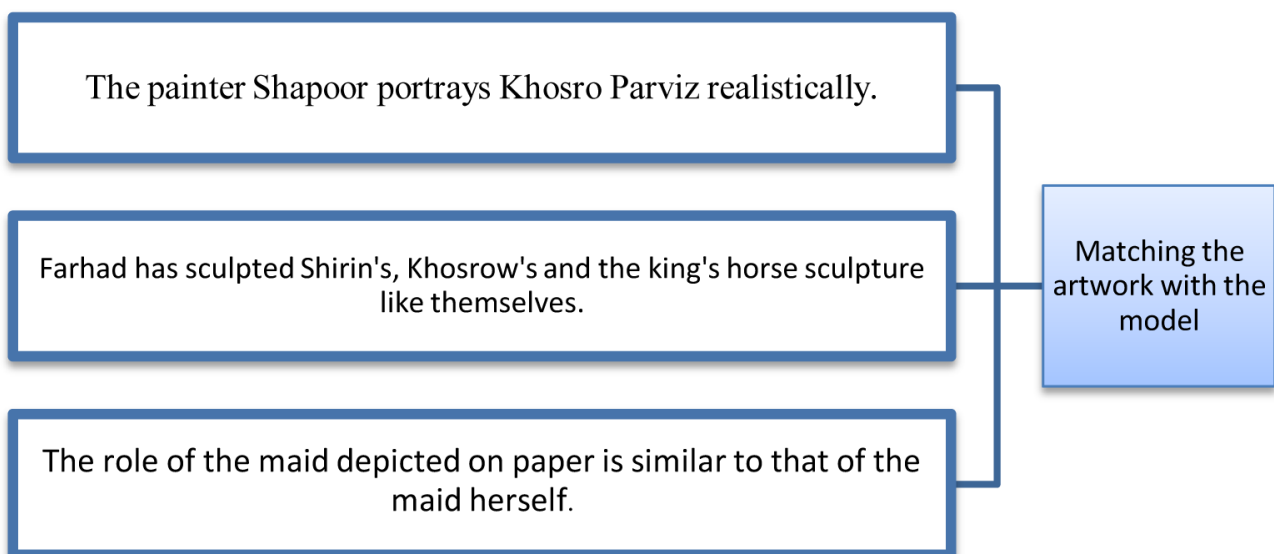 The painter Shapoor portrays Khosro Parviz realistically.
Farhad has sculpted Shirin's, Khosrow's and the king's horse sculpture
like themselves.
The role of the maid depicted on paper is similar to that of the
maid herself.
Matching the
artwork with the
model